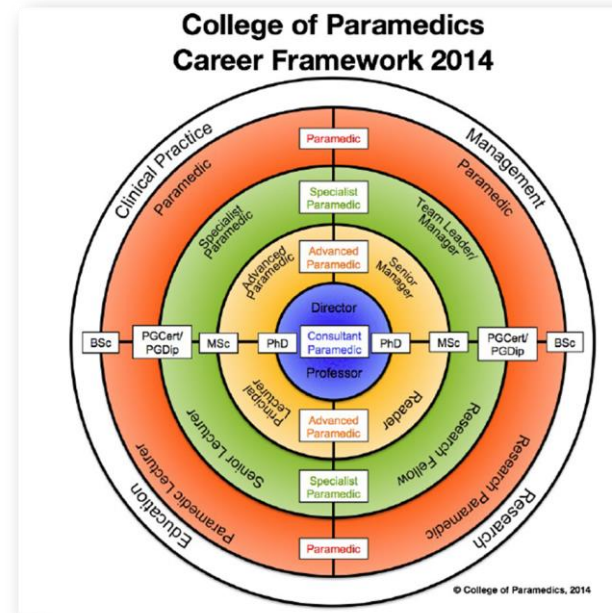 College of Paramedics
Career Framework 2014
Clinical Practice
Management
Paramedic
Paramedic
Paramedic
Specialist
Paramedic
Specialist
Paramedic
Team Leader/
Manager
Advanced
Paramedic
Advanced
Paramedic
Senior
Manager
Director
BSc
PGCert/
PGDip
MSc
PhD
Consultant
Paramedic
PhD
MSc
PGCert/
PGDip
BSc
Professor
Principal
Lecturer
Reader
Advanced
Paramedic
Senior Lecturer
Research Fellow
Specialist
Paramedic
Paramedic Lecturer
Research Paramedic
Paramedic
Education
Research
© College of Paramedics, 2014